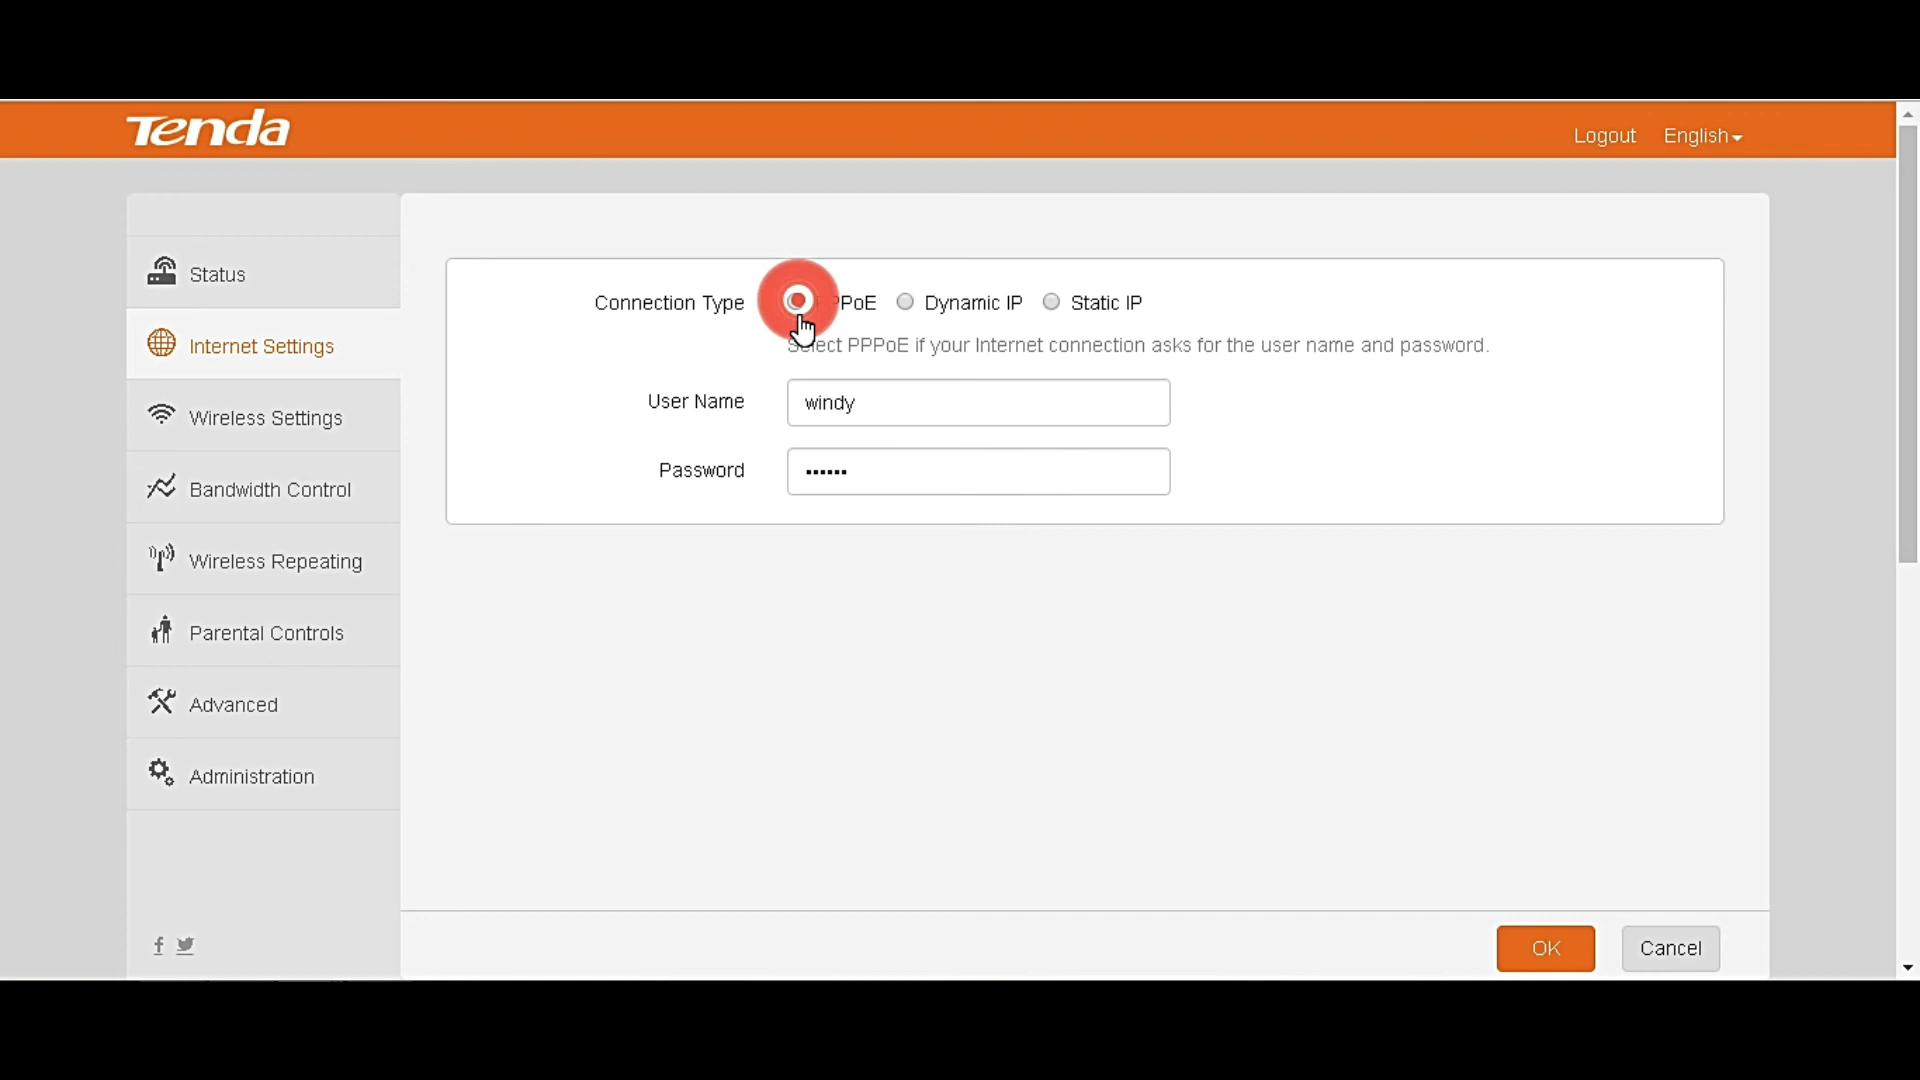 Tenda
Logout English
Status
Internet Settings
Wireless Settings
Bandwidth Control
Wireless Repeating
Parental Controls
Advanced
Administration
Connection Type PPPoE Dynamic IP Static IP
Select PPPoE if your Internet connection asks for the user name and password.
User Name windy
Password ••••••
OK Cancel